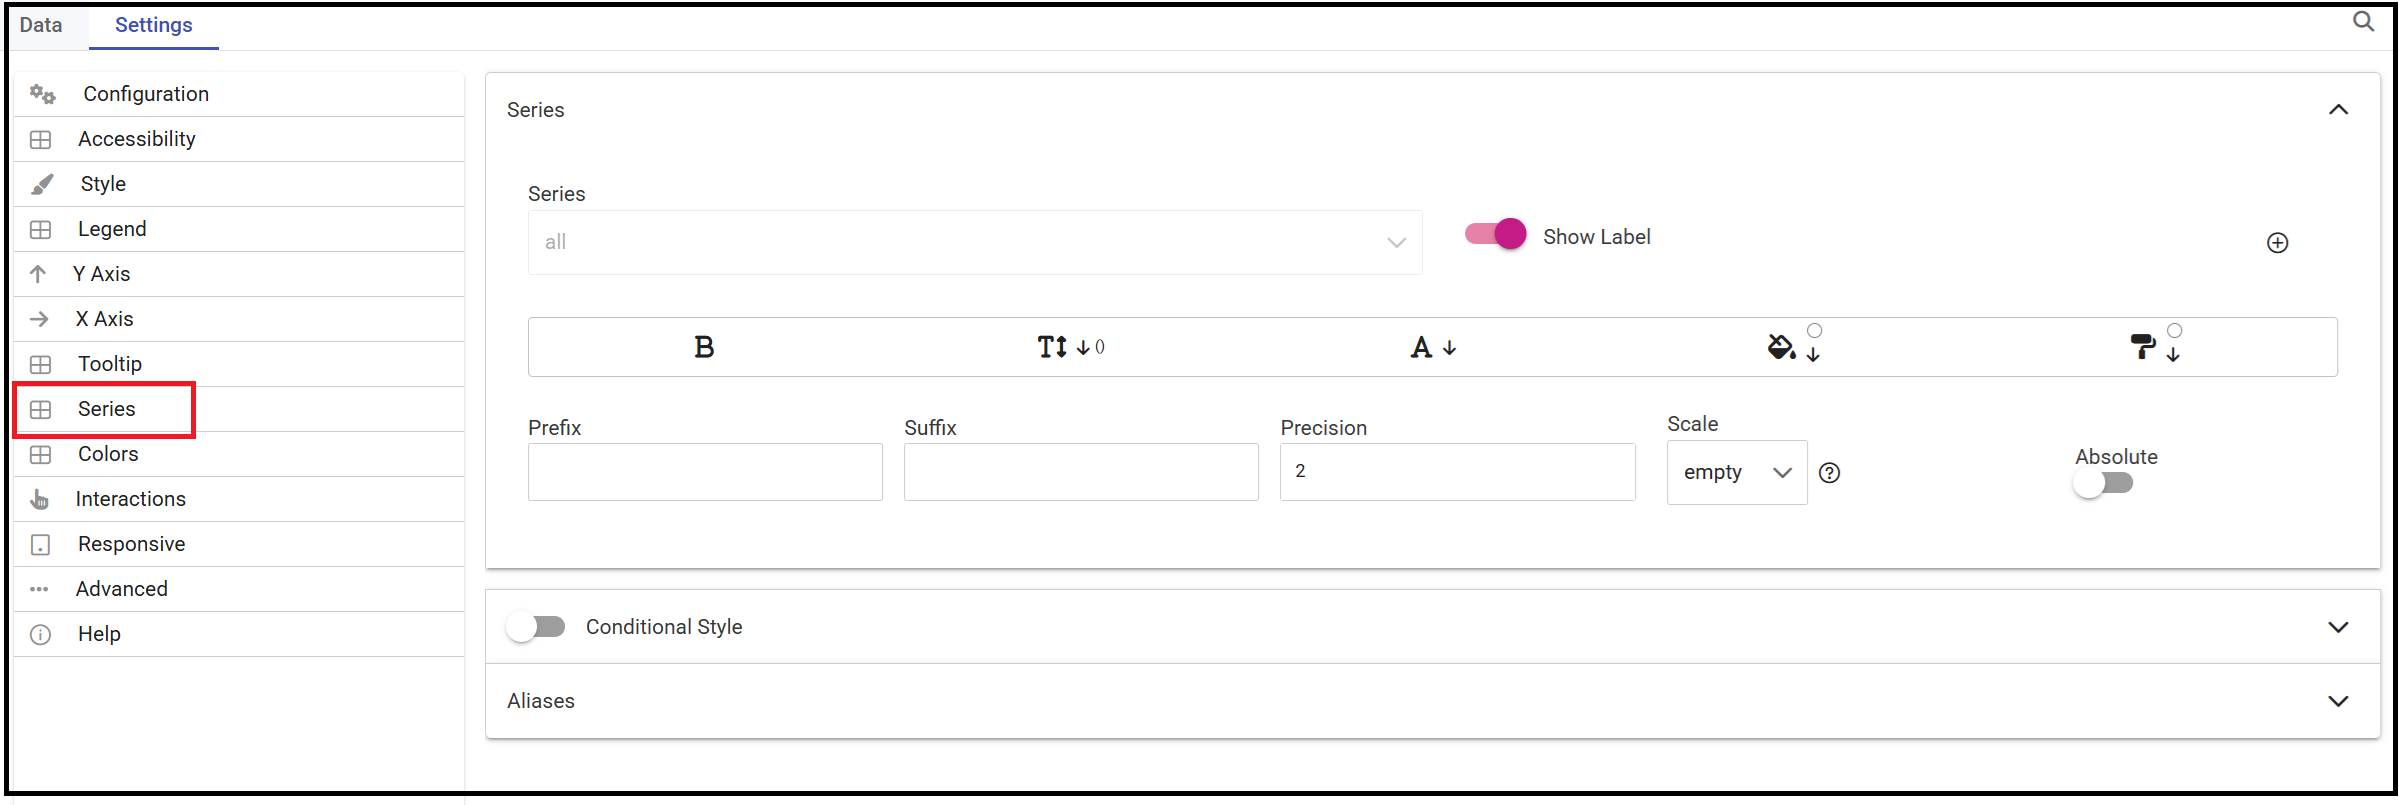 Data Settings
Configuration
Accessibility
Style
Legend
Y Axis
X Axis
Tooltip
Series
Colors
Interactions
Responsive
Advanced
Help
Series
Series
all
Show Label
B T ↓ () A ↓
Prefix Suffix Precision Scale
2 empty
Absolute
Conditional Style
Aliases